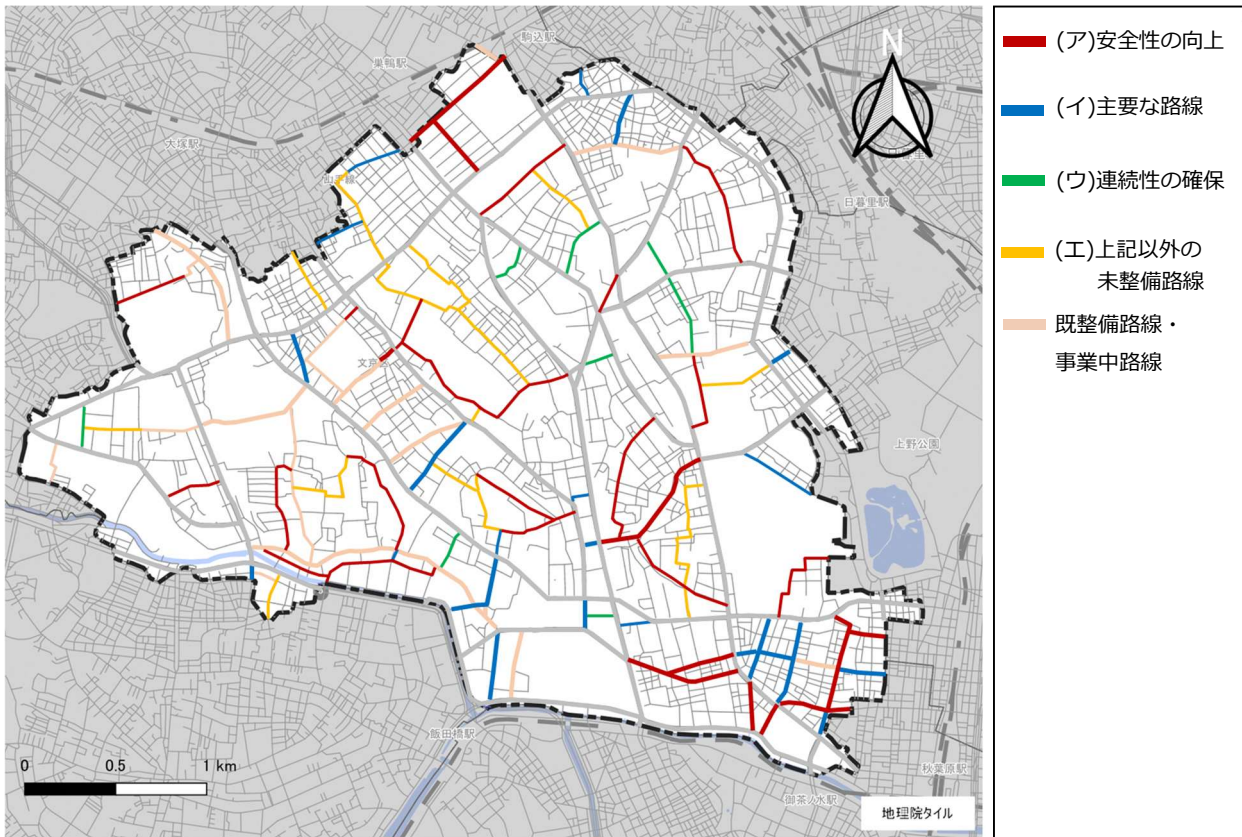 駒込駅
巣鴨駅
N
大塚駅
山手線
日暮里駅
文京区
上野公園
飯田橋駅
秋葉原駅
御茶ノ水駅
0 0.5 1 km
地理院タイル
(ア)安全性の向上
(イ)主要な路線
(ウ)連続性の確保
(エ)上記以外の
未整備路線
既整備路線・
事業中路線